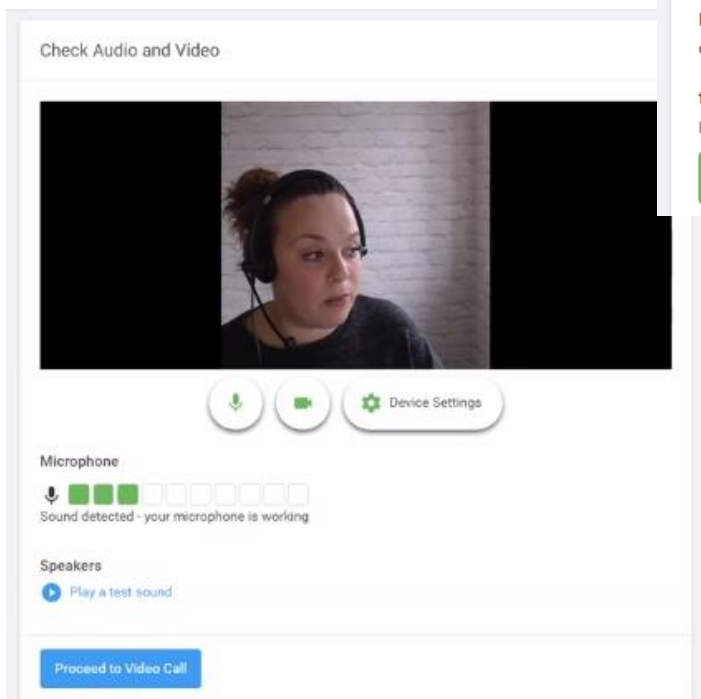 Check Audio and Video
Device Settings
Microphone
Sound detected - your microphone is working
Speakers
Play a test sound
Proceed to Video Call